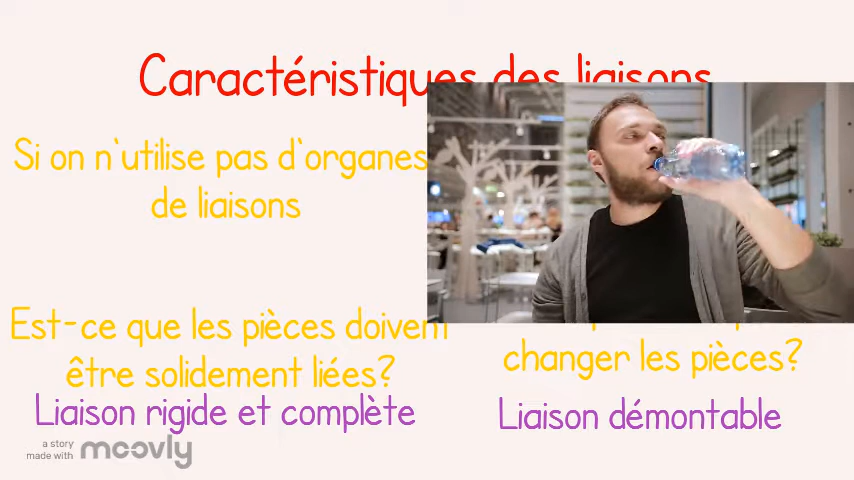 Caractéristiques des liaisons
Si on n'utilise pas d'organes
de liaisons
Est-ce que les pièces doivent
être solidement liées?
Liaison rigide et complète
changer les pièces?
Liaison démontable
a story
made with moovly